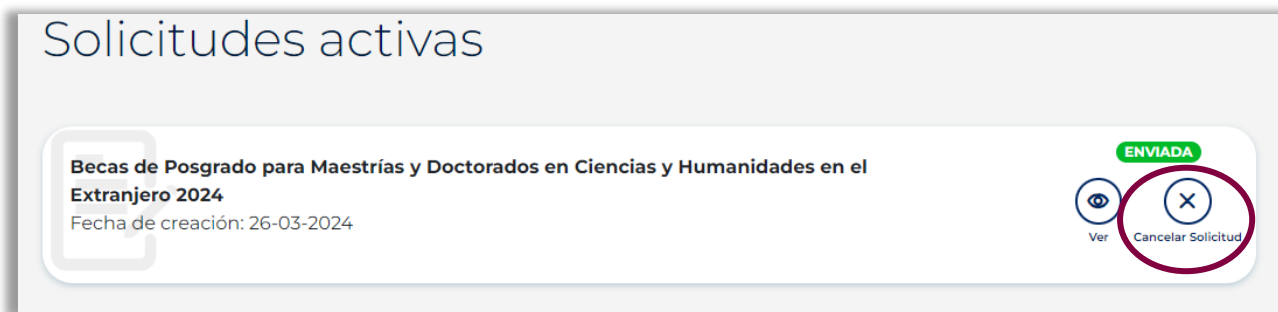 Solicitudes activas
Becas de Posgrado para Maestrías y Doctorados en Ciencias y Humanidades en el
Extranjero 2024
Fecha de creación: 26-03-2024
ENVIADA
Ver
Cancelar Solicitud